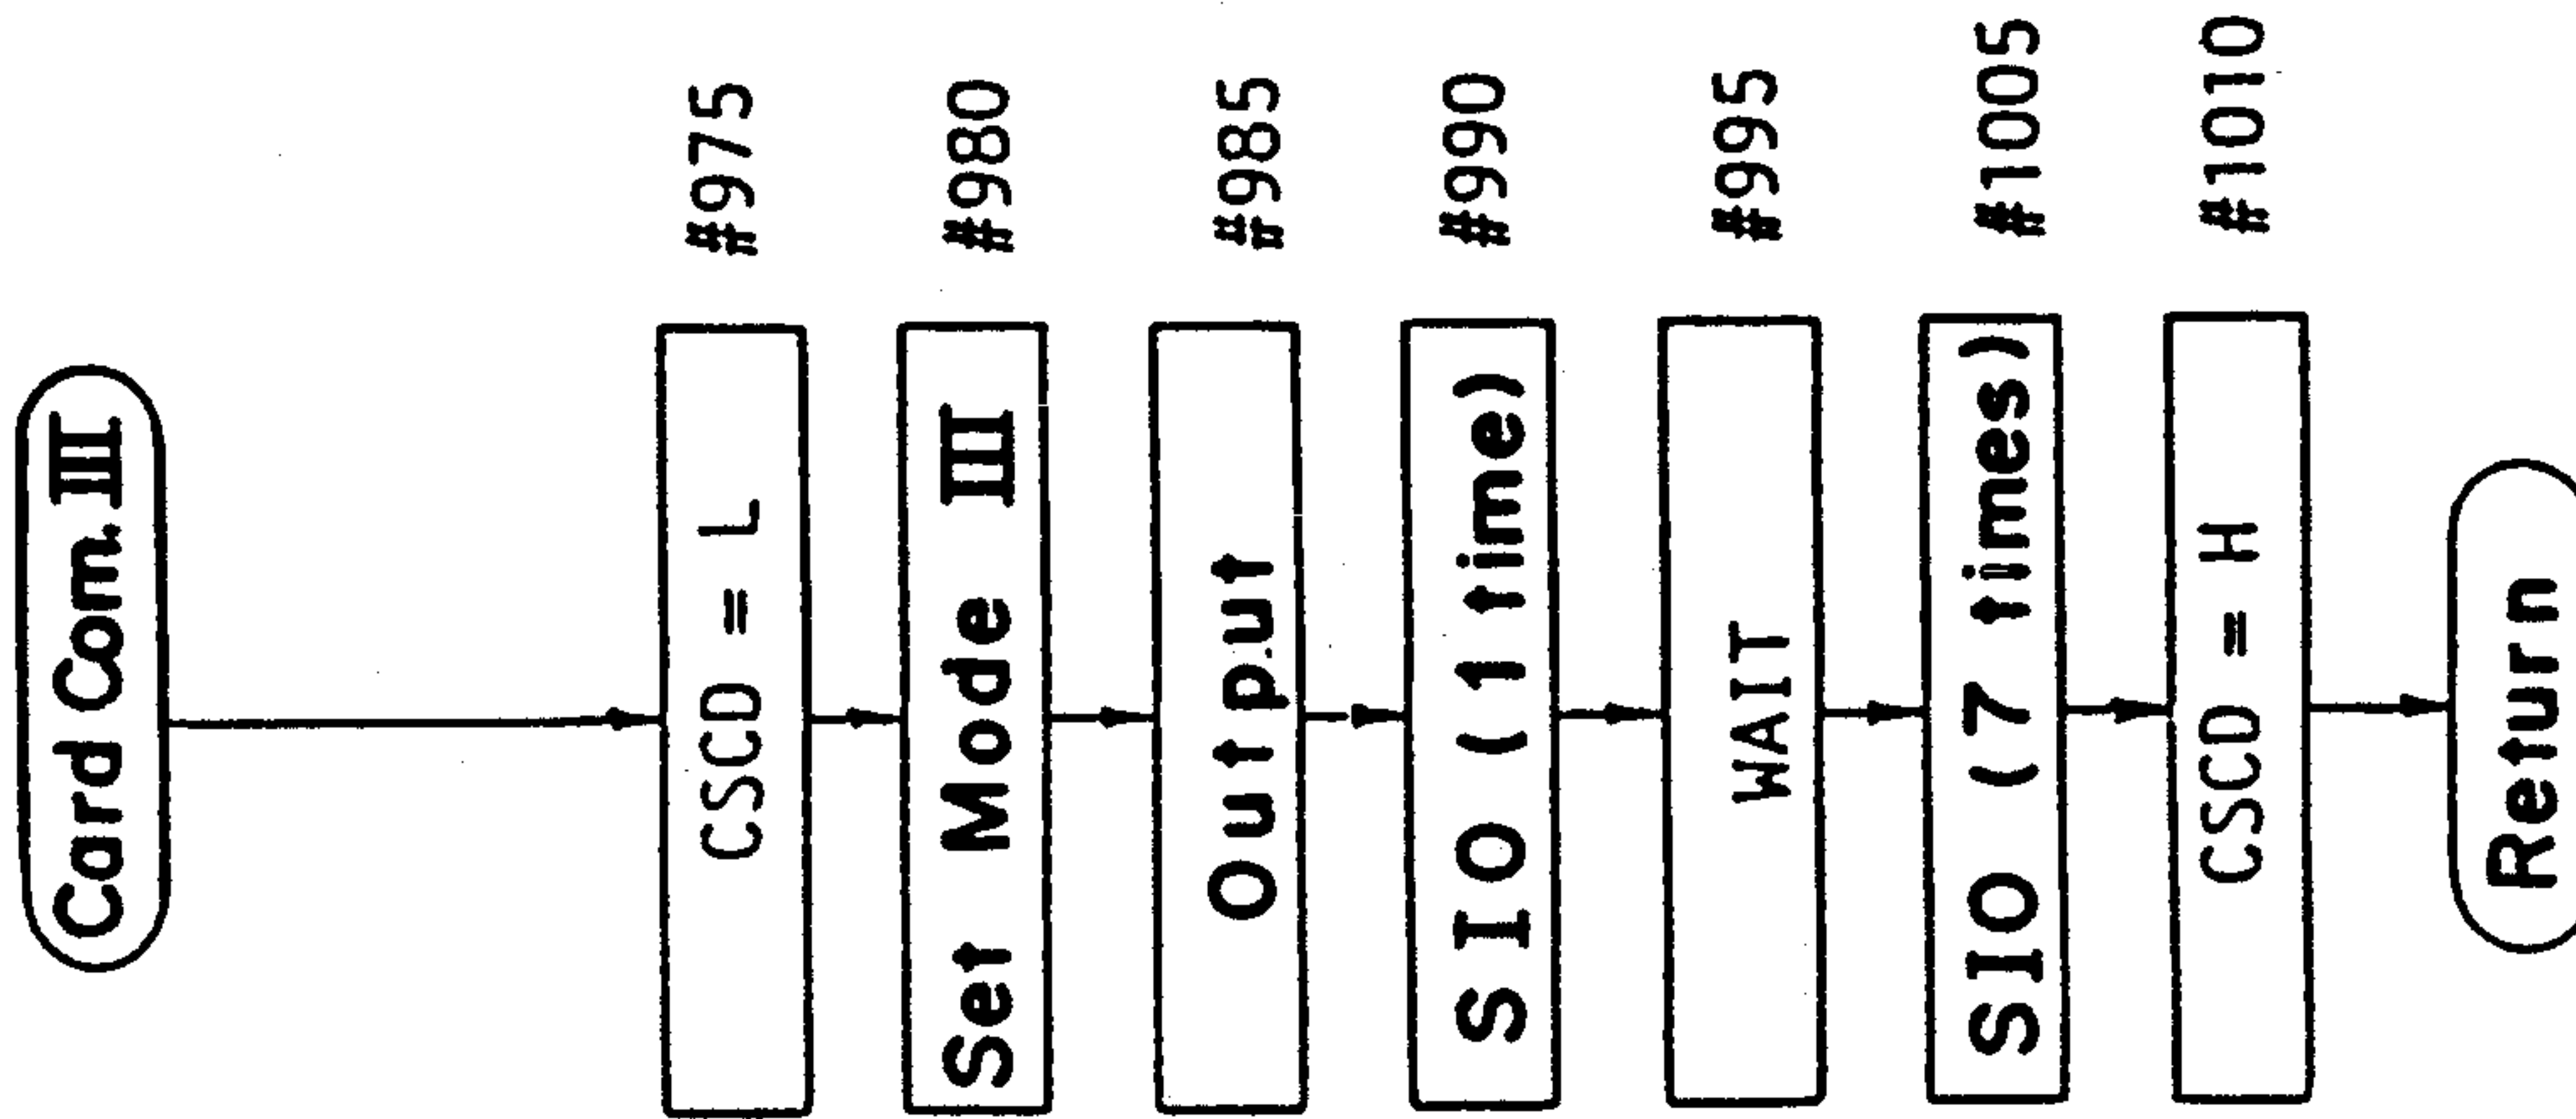 Card Com. III
CSCD = L #975
Set Mode III #980
Output #985
SIO (1 time) #990
WAIT #995
SIO (7 times) #1005
CSCD = H #1010
Return